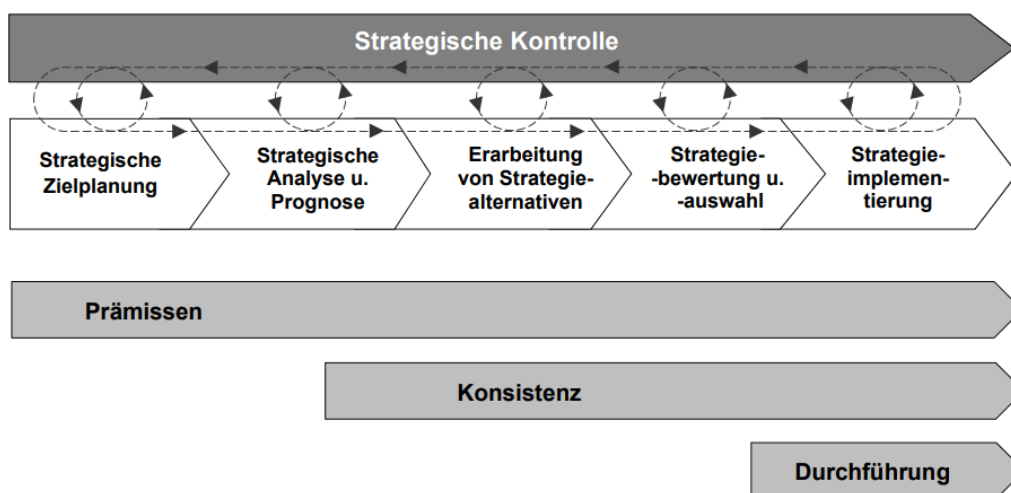 Strategische Kontrolle
Strategische
Zielplanung
Strategische
Analyse u.
Prognose
Erarbeitung
von Strategie-
alternativen
Strategie-
-bewertung u.
-auswahl
Strategie-
implemen-
tierung
Prämissen
Konsistenz
Durchführung